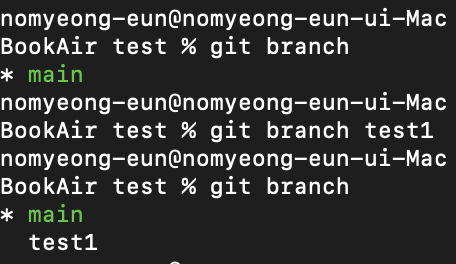 nomyeong-eun@nomyeong-eun-ui-Mac
BookAir test % git branch
* main
nomyeong-eun@nomyeong-eun-ui-Mac
BookAir test % git branch test1
nomyeong-eun@nomyeong-eun-ui-Mac
BookAir test % git branch
* main
test1